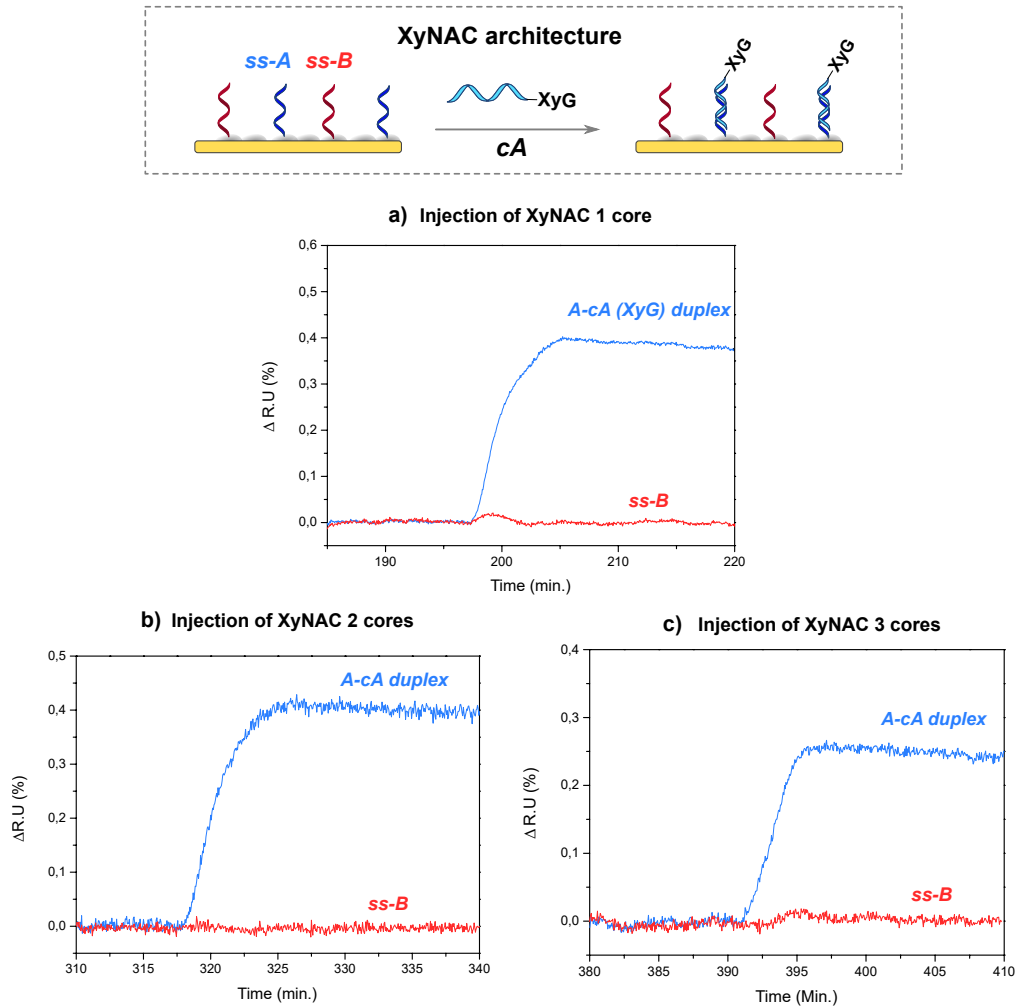 XyNAC architecture
ss-A ss-B
XyG
cA
XyG XyG
a) Injection of XyNAC 1 core
0,6
0,5
0,4
0,3
0,2
0,1
0,0
Δ R.U (%)
A-cA (XyG) duplex
ss-B
190 200 210 220
Time (min.)
b) Injection of XyNAC 2 cores
0,5
0,4
0,3
0,2
0,1
0,0
ΔR.U (%)
A-cA duplex
ss-B
310 315 320 325 330 335 340
Time (min.)
c) Injection of XyNAC 3 cores
0,4
0,3
0,2
0,1
0,0
Δ R.U (%)
A-cA duplex
ss-B
380 385 390 395 400 405 410
Time (Min.)